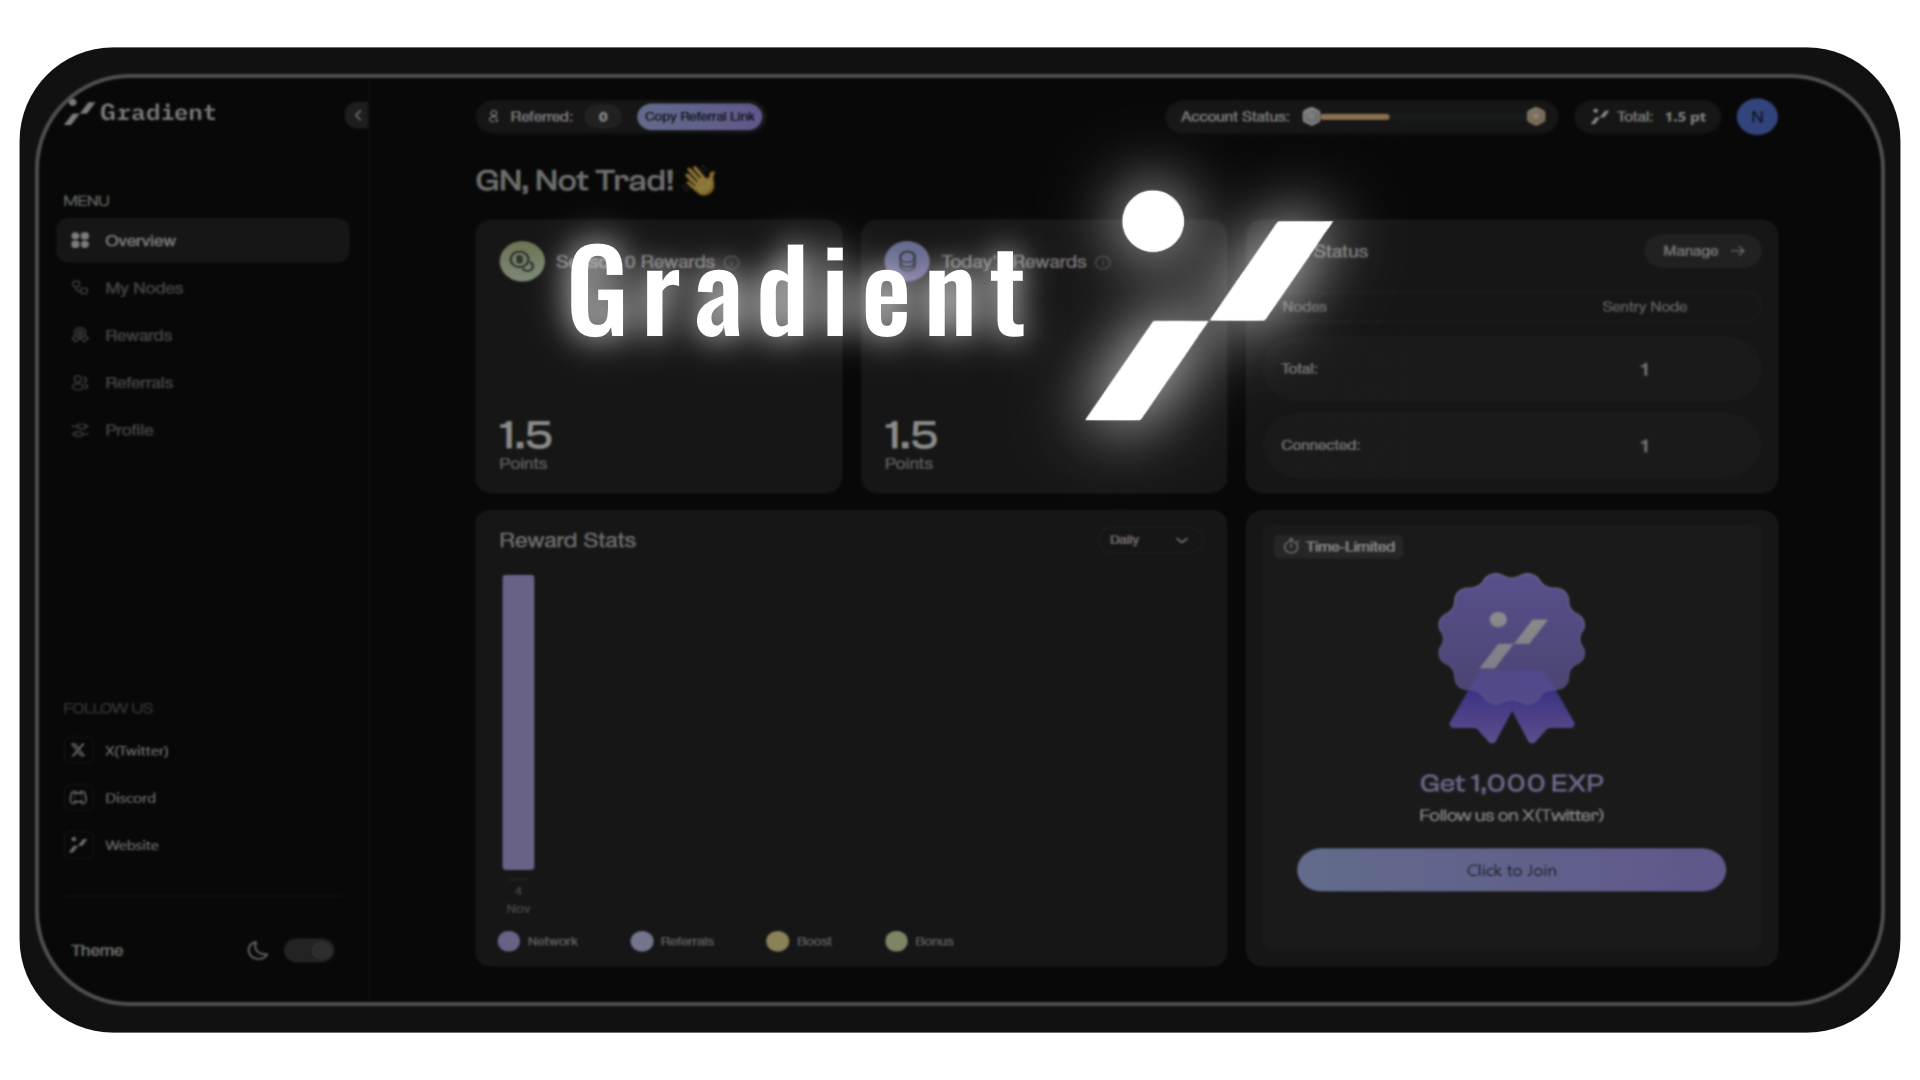 Gradient
MENU
Overview
My Nodes
Rewards
Referrals
Profile
FOLLOW US
X(Twitter)
Discord
Website
Theme
Referred: 0 Copy Referral Link
Account Status:
Total: 1.5 pt
N
GN, Not Trad! 👋
Gradient
0 Rewards
1.5
Points
Rewards
1.5
Points
Status
Manage →
Nodes Sentry Node
Total: 1
Connected: 1
Reward Stats
Daily
4
Nov
Network Referrals Boost Bonus
Time-Limited
Get 1,000 EXP
Follow us on X(Twitter)
Click to Join